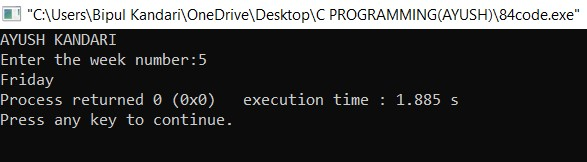 "C:\Users\Bipul Kandari\OneDrive\Desktop\C PROGRAMMING(AYUSH)\84code.exe"
AYUSH KANDARI
Enter the week number:5
Friday
Process returned 0 (0x0)   execution time : 1.885 s
Press any key to continue.